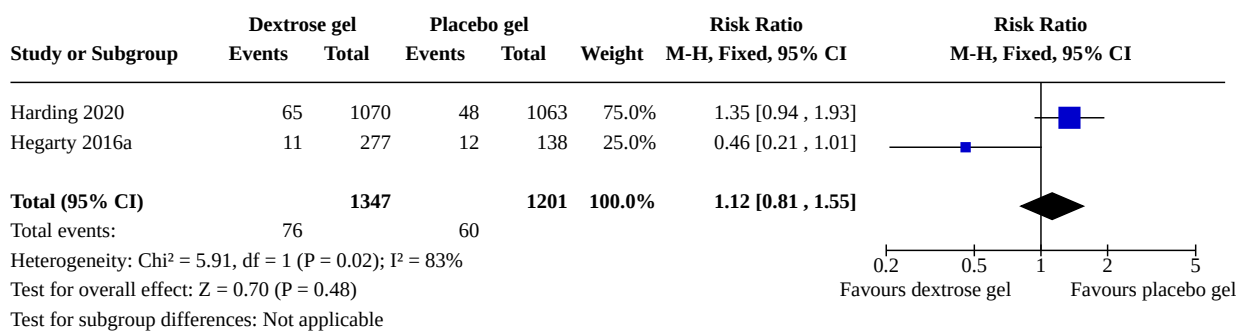 Dextrose gel Placebo gel Risk Ratio Risk Ratio
Study or Subgroup Events Total Events Total Weight M-H, Fixed, 95% CI M-H, Fixed, 95% CI
Harding 2020 65 1070 48 1063 75.0% 1.35 [0.94 , 1.93]
Hegarty 2016a 11 277 12 138 25.0% 0.46 [0.21 , 1.01]
Total (95% CI) 1347 1201 100.0% 1.12 [0.81 , 1.55]
Total events: 76 60
Heterogeneity: Chi² = 5.91, df = 1 (P = 0.02); I² = 83%
0.2 0.5 1 2 5
Test for overall effect: Z = 0.70 (P = 0.48) Favours dextrose gel Favours placebo gel
Test for subgroup differences: Not applicable